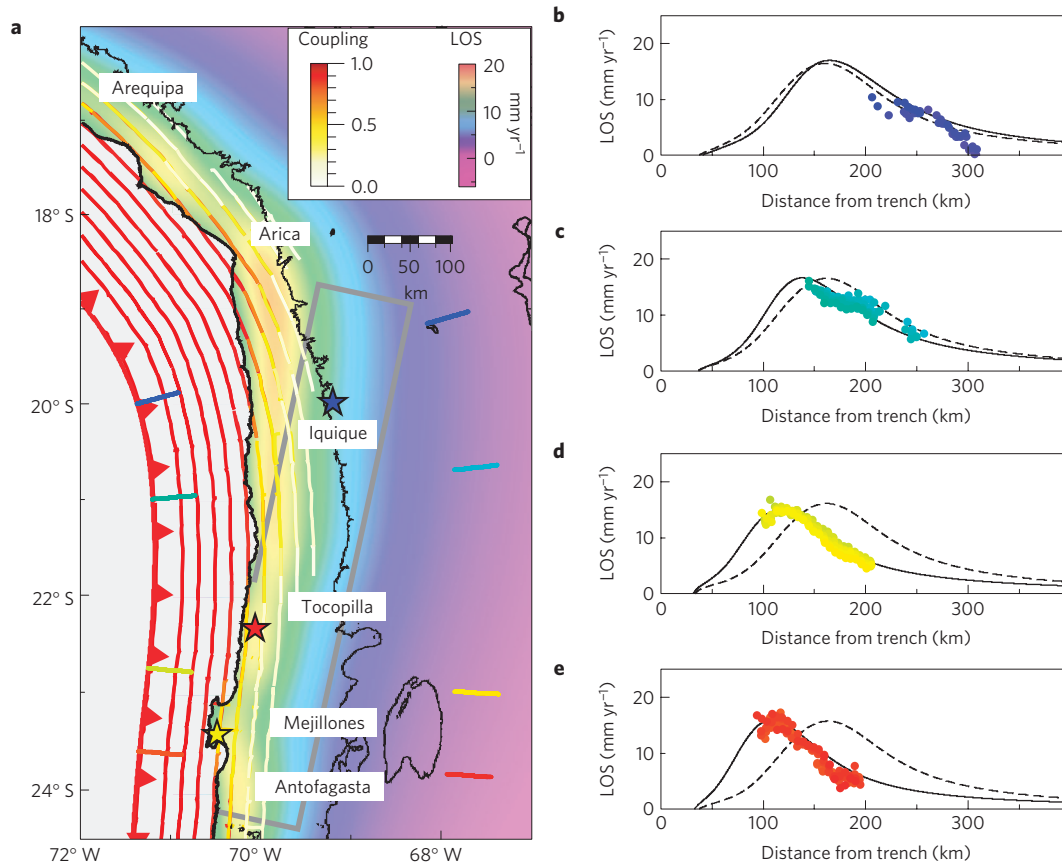 a
Coupling
LOS
1.0
0.5
0.0
20
10
0
mm yr⁻¹
Arequipa
18° S
Arica
0 50 100
km
20° S
Iquique
22° S
Tocopilla
Mejillones
Antofagasta
24° S
72° W 70° W 68° W
b
LOS (mm yr⁻¹)
20
10
0
0 100 200 300
Distance from trench (km)
c
LOS (mm yr⁻¹)
20
10
0
0 100 200 300
Distance from trench (km)
d
LOS (mm yr⁻¹)
20
10
0
0 100 200 300
Distance from trench (km)
e
LOS (mm yr⁻¹)
20
10
0
0 100 200 300
Distance from trench (km)